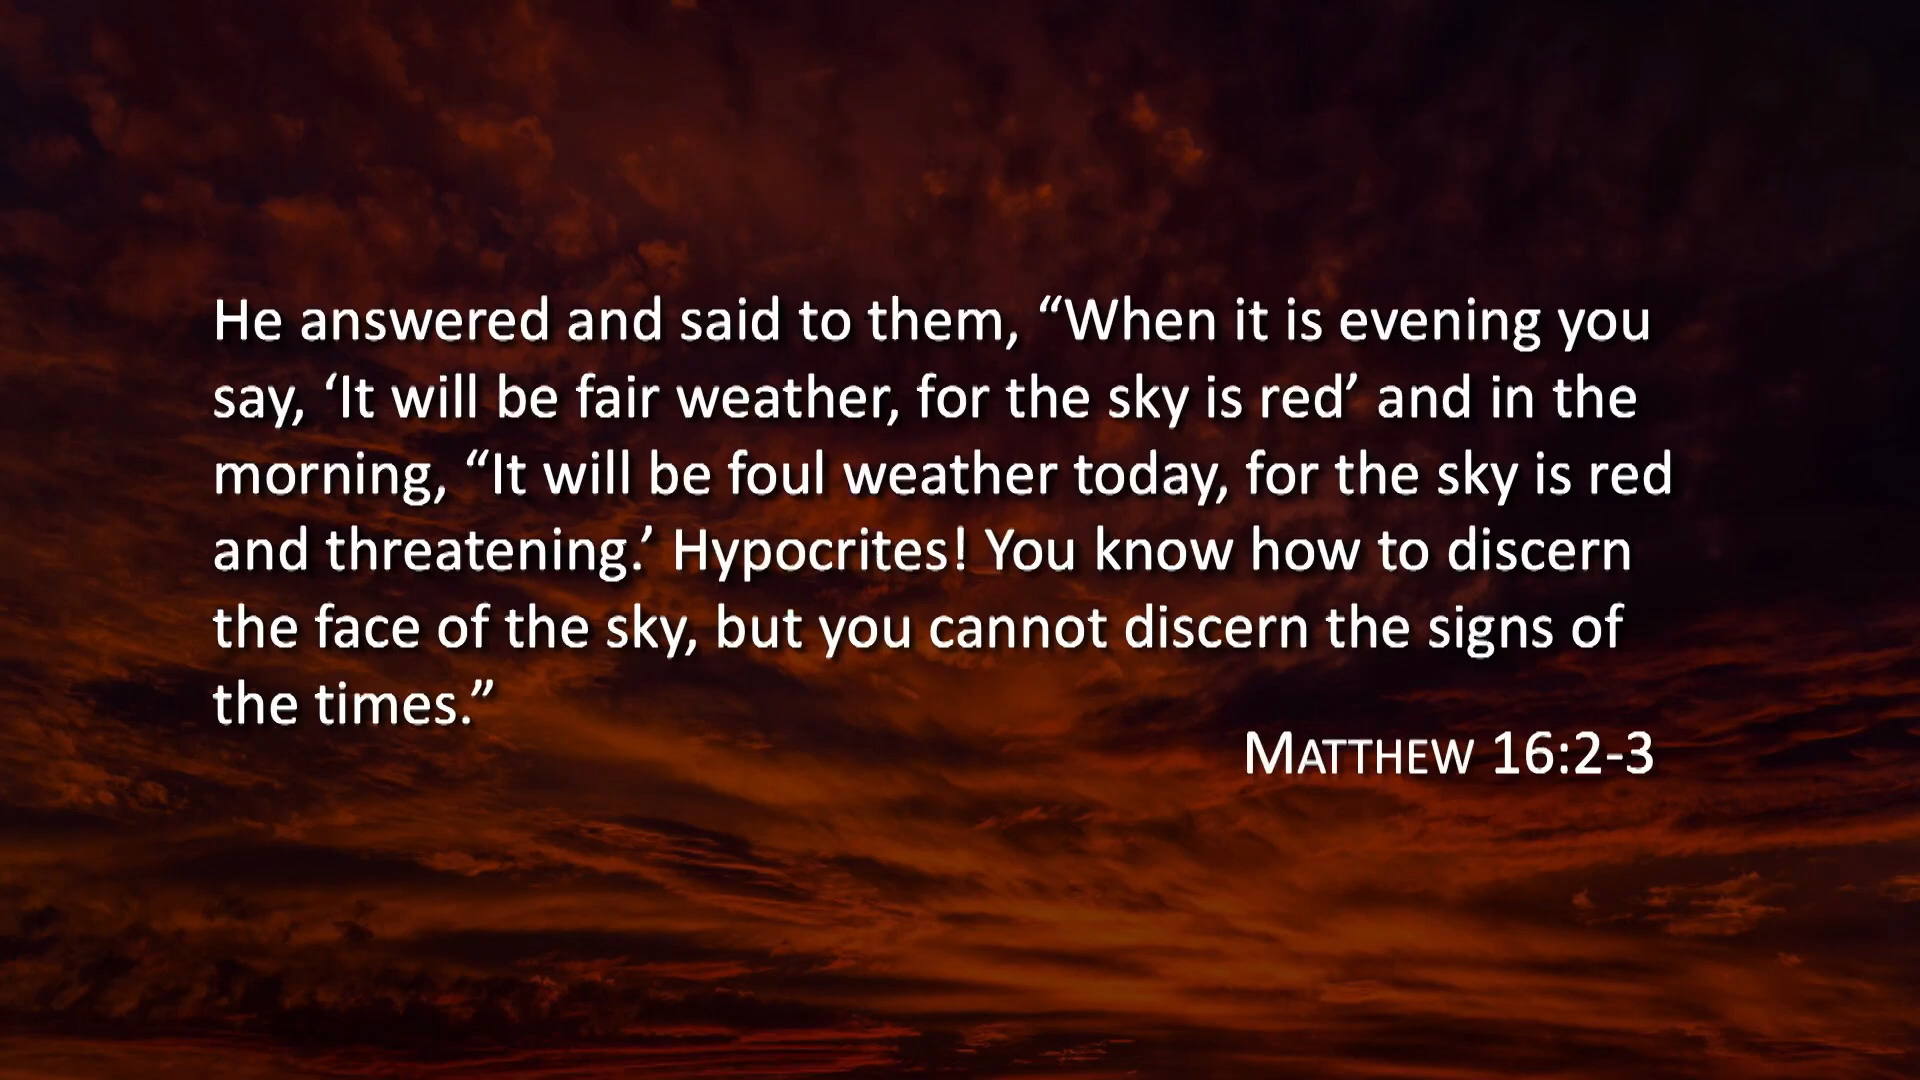 He answered and said to them, “When it is evening you
say, ‘It will be fair weather, for the sky is red’ and in the
morning, “It will be foul weather today, for the sky is red
and threatening.’ Hypocrites! You know how to discern
the face of the sky, but you cannot discern the signs of
the times.”
MATTHEW 16:2-3